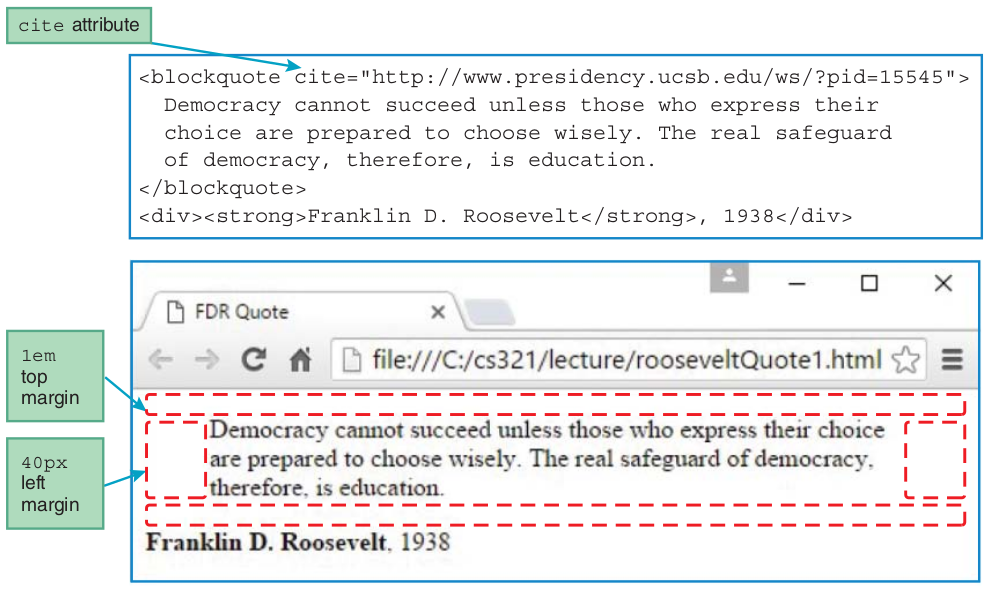 cite attribute
<blockquote cite="http://www.presidency.ucsb.edu/ws/?pid=15545">
Democracy cannot succeed unless those who express their
choice are prepared to choose wisely. The real safeguard
of democracy, therefore, is education.
</blockquote>
<div><strong>Franklin D. Roosevelt</strong>, 1938</div>
FDR Quote
file:///C:/cs321/lecture/rooseveltQuote1.html
1em
top
margin
Democracy cannot succeed unless those who express their choice
are prepared to choose wisely. The real safeguard of democracy,
therefore, is education.
40px
left
margin
Franklin D. Roosevelt, 1938